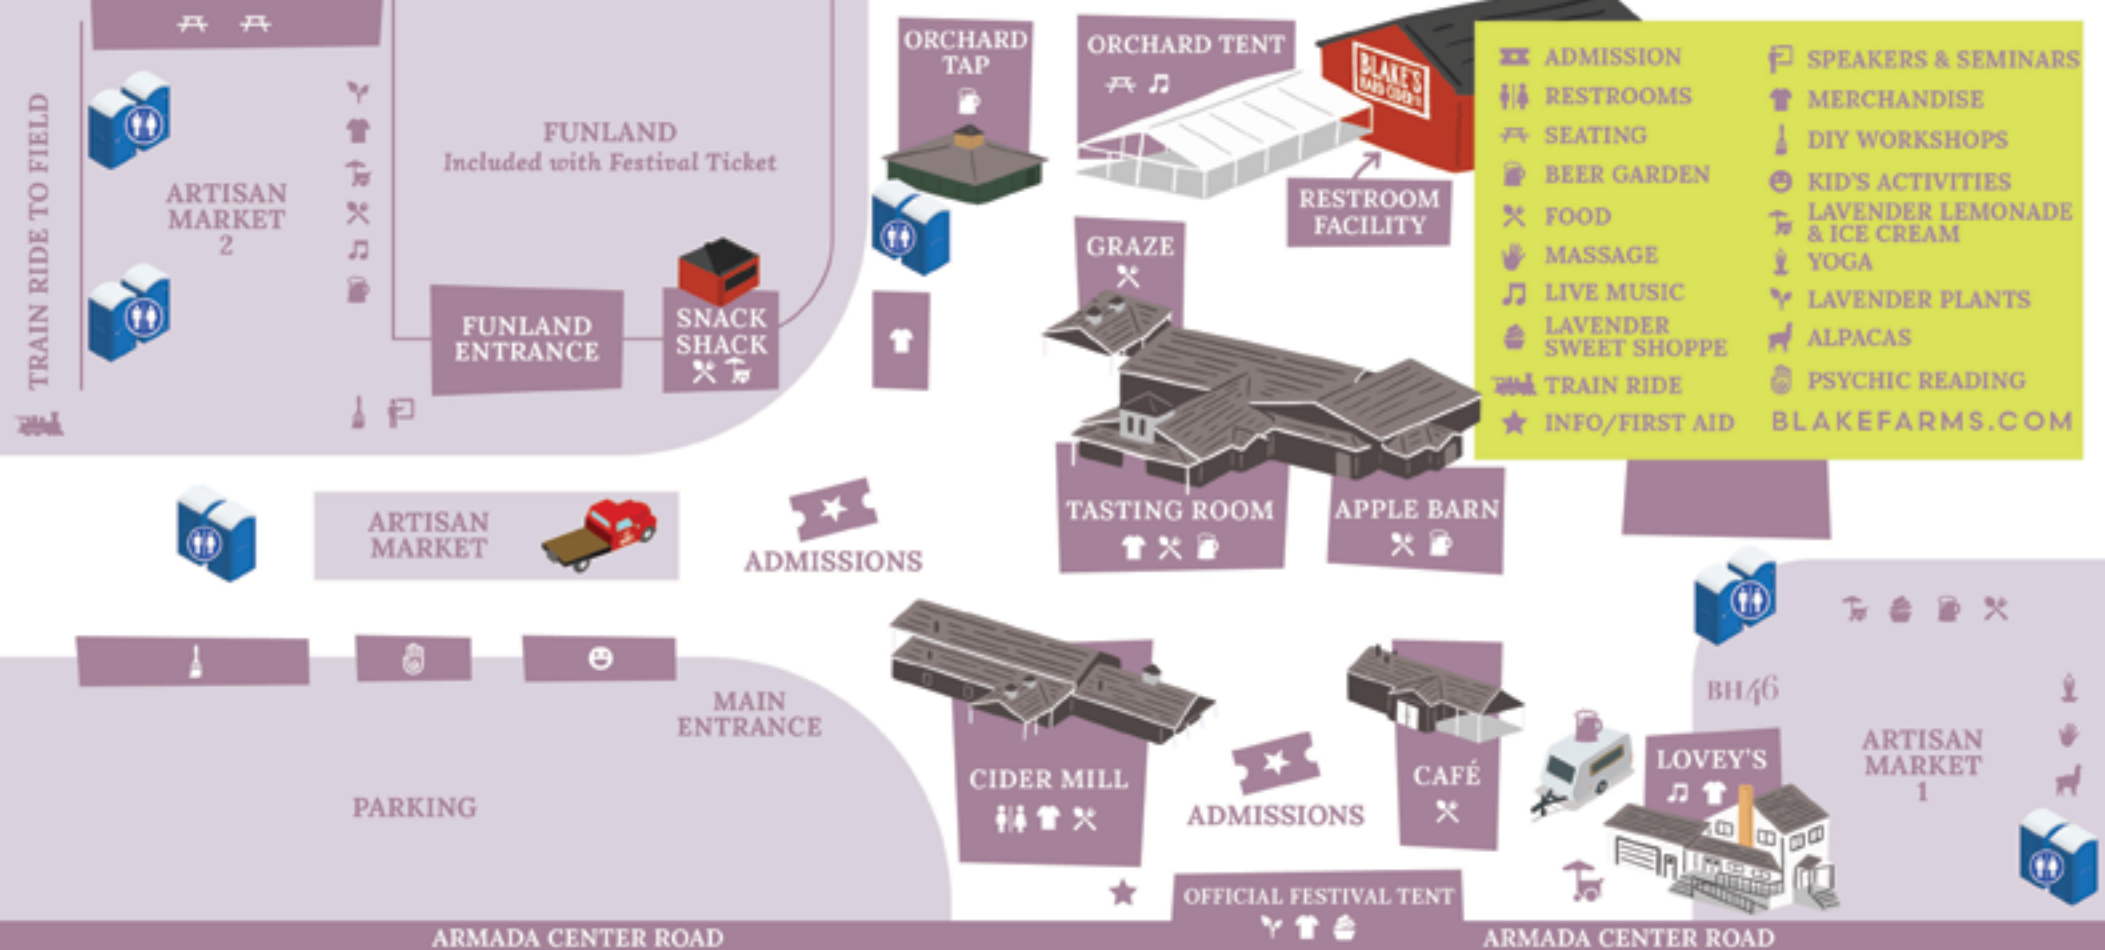 TRAIN RIDE TO FIELD
ARTISAN
MARKET
2
FUNLAND
Included with Festival Ticket
FUNLAND
ENTRANCE
SNACK
SHACK
ORCHARD
TAP
ORCHARD TENT
BLAKE'S
HARD CIDER CO.
RESTROOM
FACILITY
GRAZE
ADMISSION
RESTROOMS
SEATING
BEER GARDEN
FOOD
MASSAGE
LIVE MUSIC
LAVENDER
SWEET SHOPPE
TRAIN RIDE
INFO/FIRST AID
SPEAKERS & SEMINARS
MERCHANDISE
DIY WORKSHOPS
KID'S ACTIVITIES
LAVENDER LEMONADE
& ICE CREAM
YOGA
LAVENDER PLANTS
ALPACAS
PSYCHIC READING
BLAKEFARMS.COM
ARTISAN
MARKET
ADMISSIONS
TASTING ROOM
APPLE BARN
MAIN
ENTRANCE
PARKING
CIDER MILL
ADMISSIONS
CAFÉ
BH46
LOVEY'S
ARTISAN
MARKET
1
OFFICIAL FESTIVAL TENT
ARMADA CENTER ROAD
ARMADA CENTER ROAD